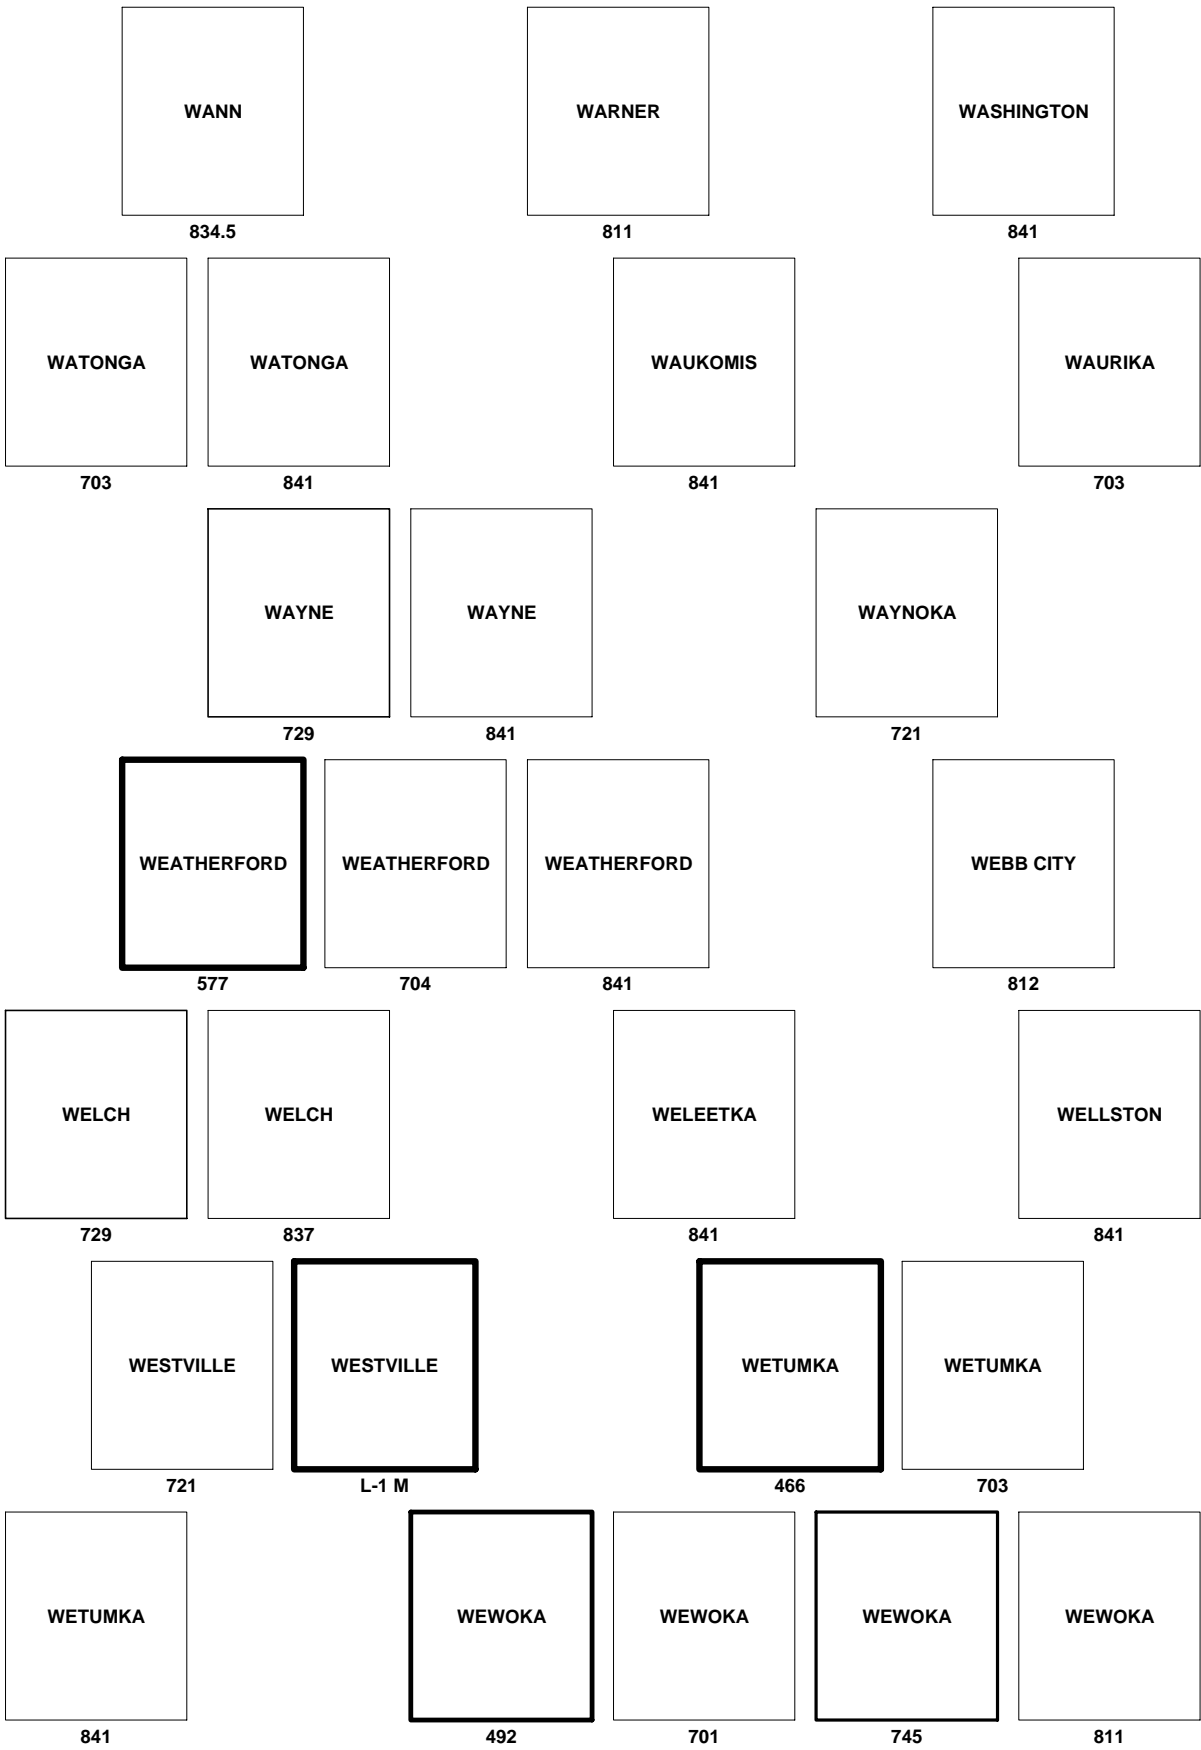 WANN WARNER WASHINGTON
834.5 811 841
WATONGA WATONGA WAUKOMIS WAURIKA
703 841 841 703
WAYNE WAYNE WAYNOKA
729 841 721
WEATHERFORD WEATHERFORD WEATHERFORD WEBB CITY
577 704 841 812
WELCH WELCH WELEETKA WELLSTON
729 837 841 841
WESTVILLE WESTVILLE WETUMKA WETUMKA
721 L-1 M 466 703
WETUMKA WEWOKA WEWOKA WEWOKA WEWOKA
841 492 701 745 811